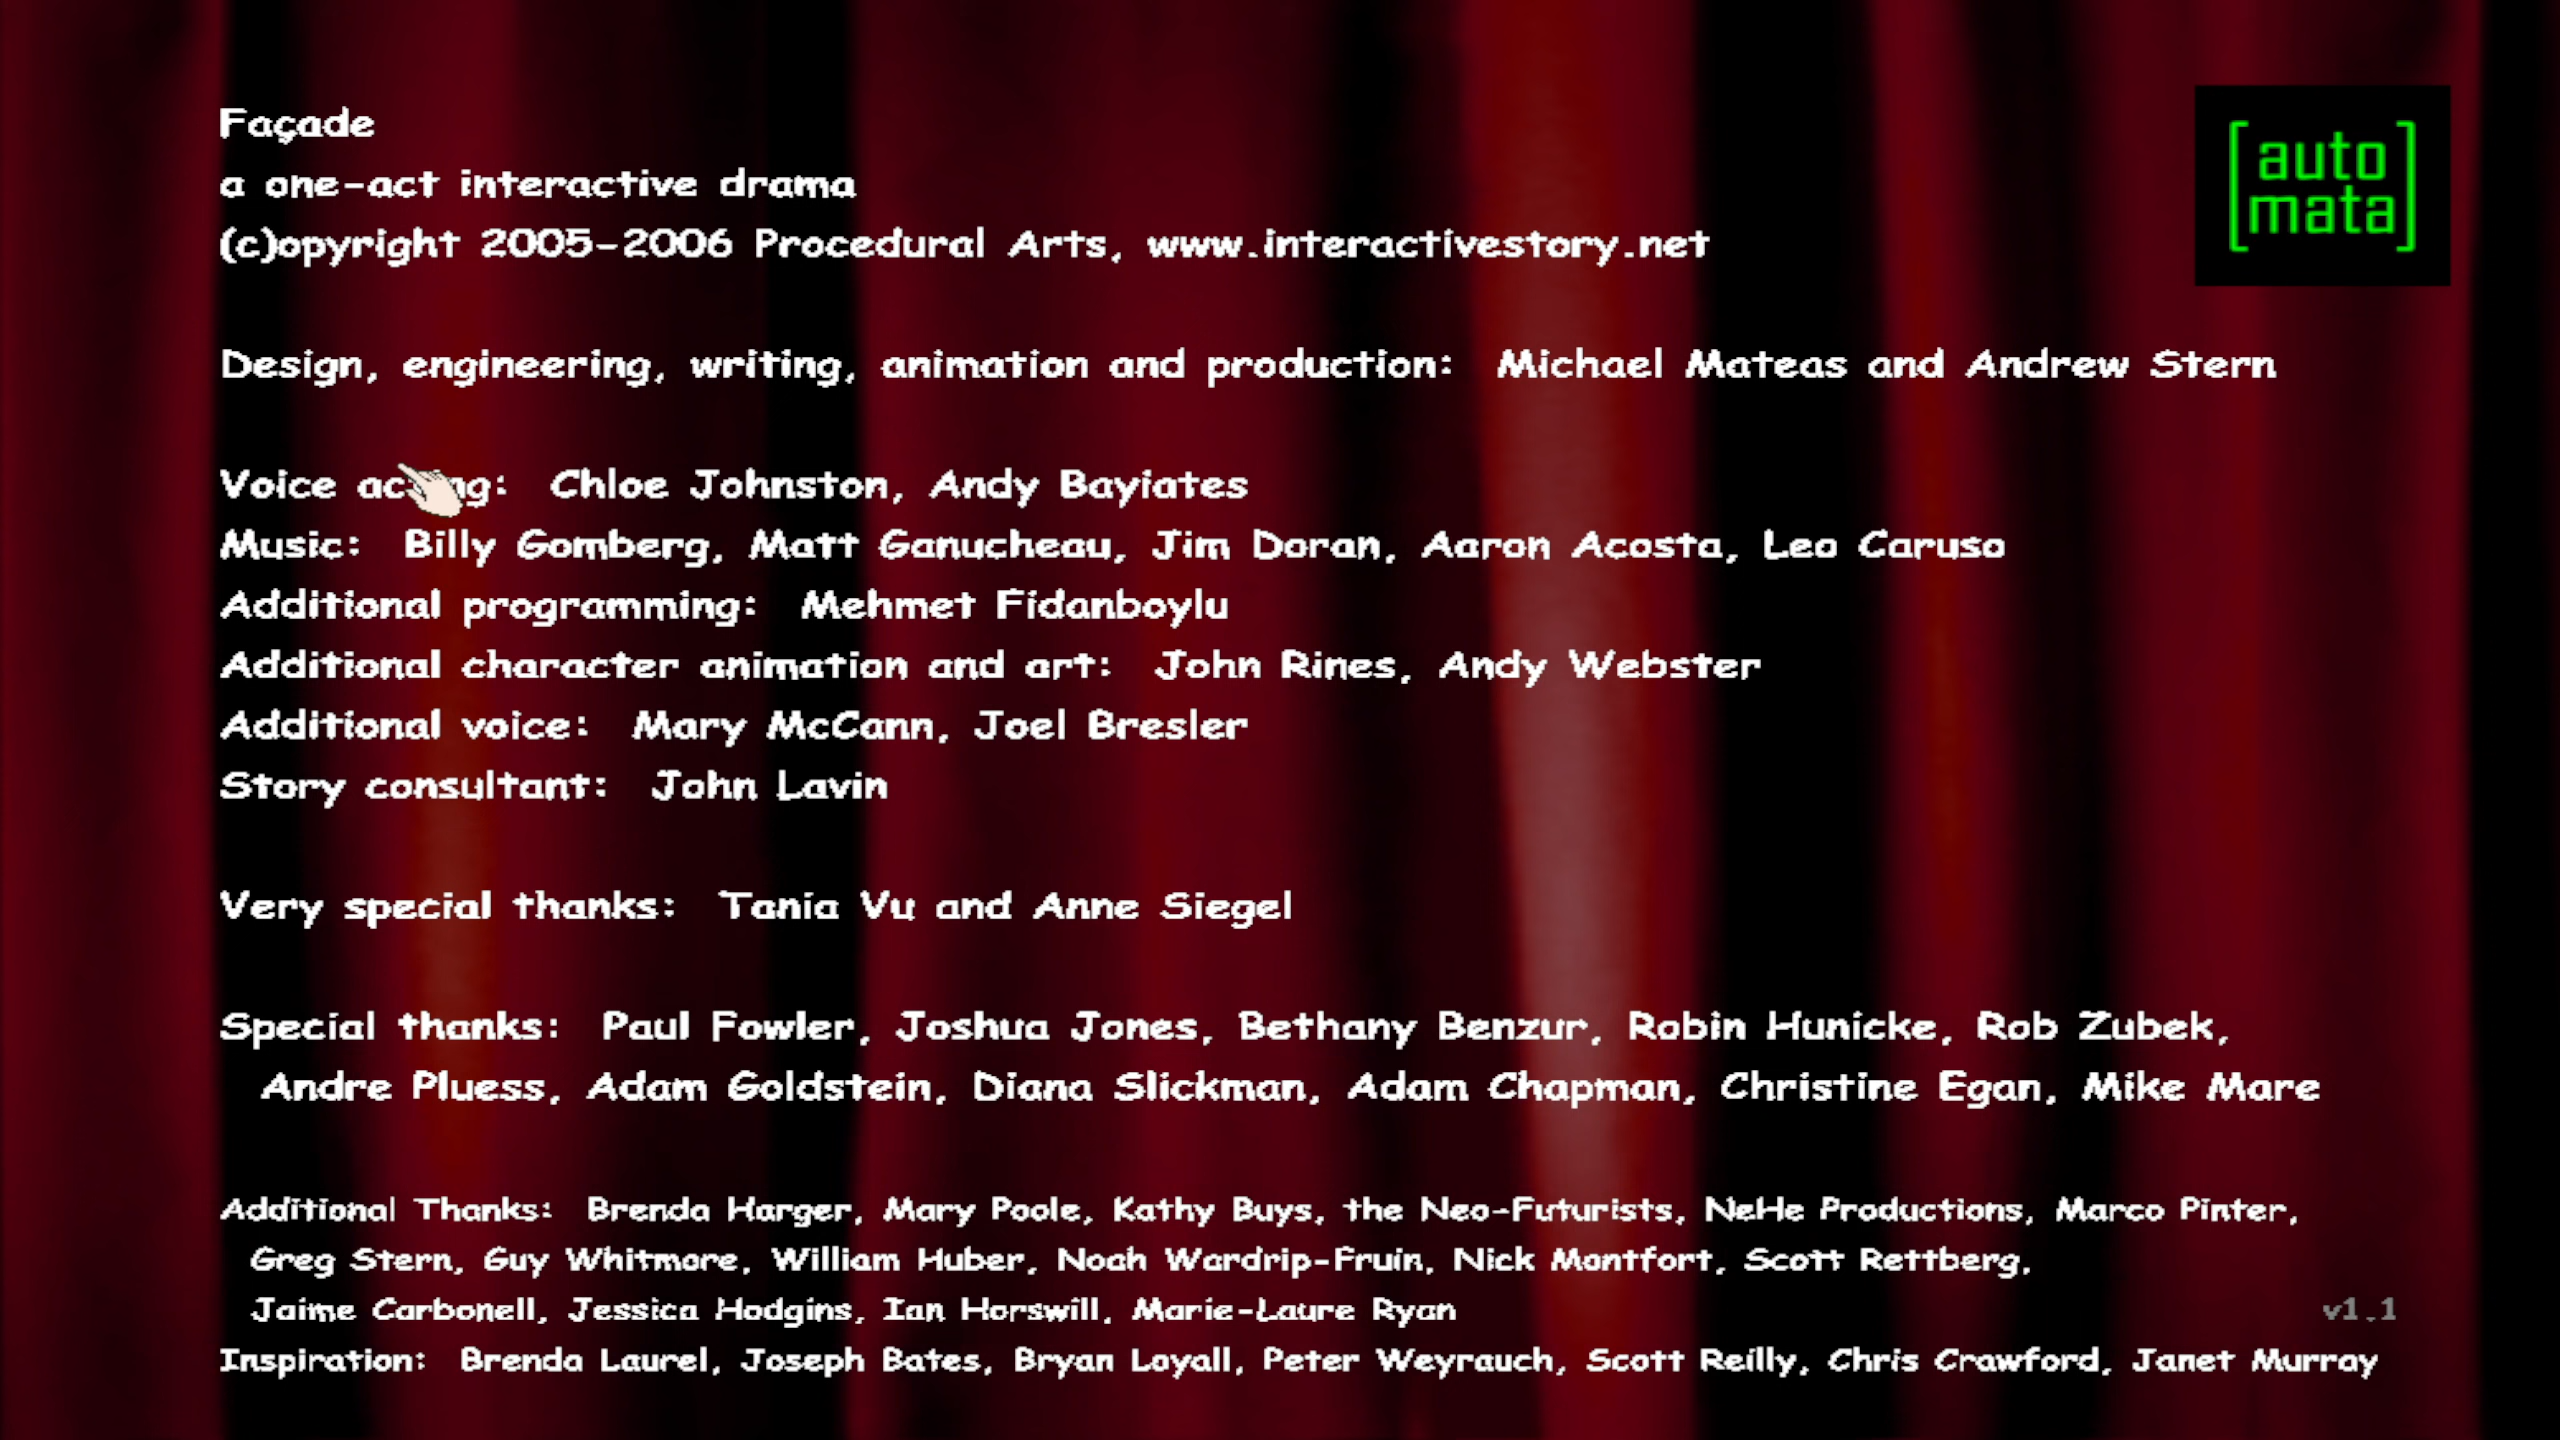 Façade
a one-act interactive drama
(c)opyright 2005-2006 Procedural Arts, www.interactivestory.net
[auto
mata]
Design, engineering, writing, animation and production: Michael Mateas and Andrew Stern
Voice acting: Chloe Johnston, Andy Bayiates
Music: Billy Gomberg, Matt Ganucheau, Jim Doran, Aaron Acosta, Leo Caruso
Additional programming: Mehmet Fidanboylu
Additional character animation and art: John Rines, Andy Webster
Additional voice: Mary McCann, Joel Bresler
Story consultant: John Lavin
Very special thanks: Tania Vu and Anne Siegel
Special thanks: Paul Fowler, Joshua Jones, Bethany Benzur, Robin Hunicke, Rob Zubek,
Andre Pluess, Adam Goldstein, Diana Slickman, Adam Chapman, Christine Egan, Mike Mare
Additional Thanks: Brenda Harger, Mary Poole, Kathy Buys, the Neo-Futurists, NeHe Productions, Marco Pinter,
Greg Stern, Guy Whitmore, William Huber, Noah Wardrip-Fruin, Nick Montfort, Scott Rettberg,
Jaime Carbonell, Jessica Hodgins, Ian Horswill, Marie-Laure Ryan
v1.1
Inspiration: Brenda Laurel, Joseph Bates, Bryan Loyall, Peter Weyrauch, Scott Reilly, Chris Crawford, Janet Murray